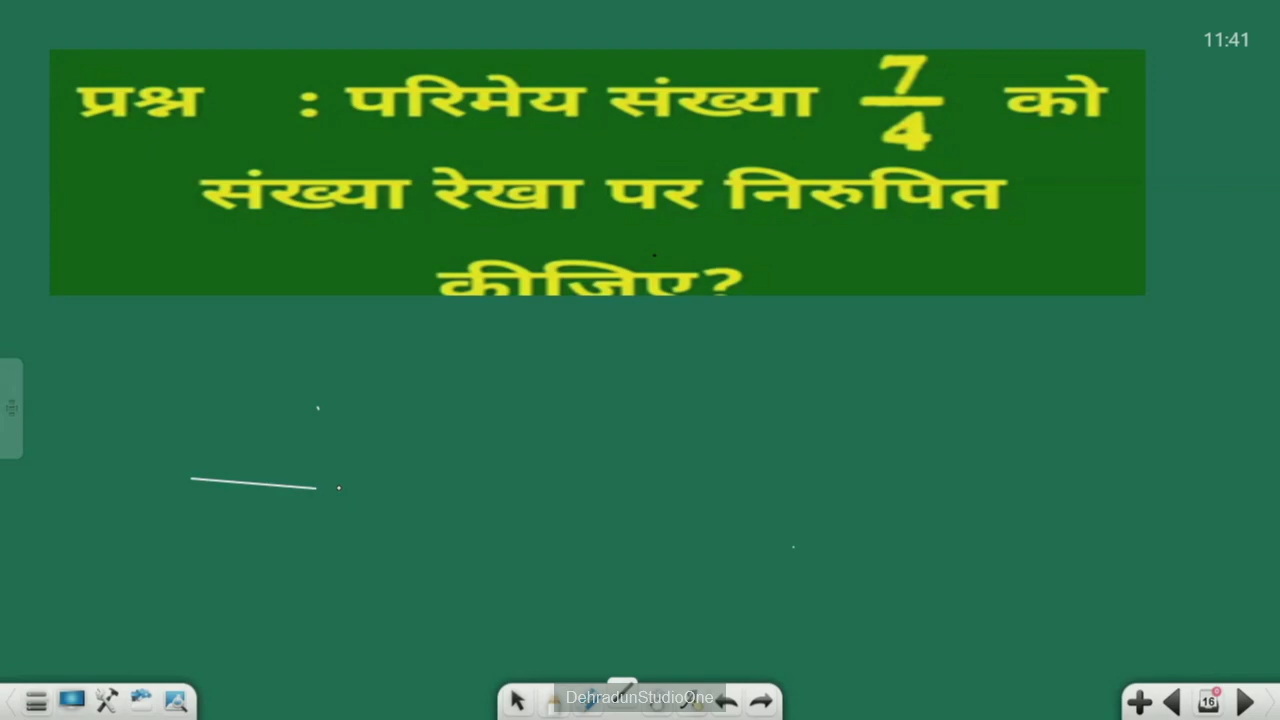 11:41
प्रश्न : परिमेय संख्या 7/4 को
संख्या रेखा पर निरुपित
कीजिए?
DehradunStudioOne
16